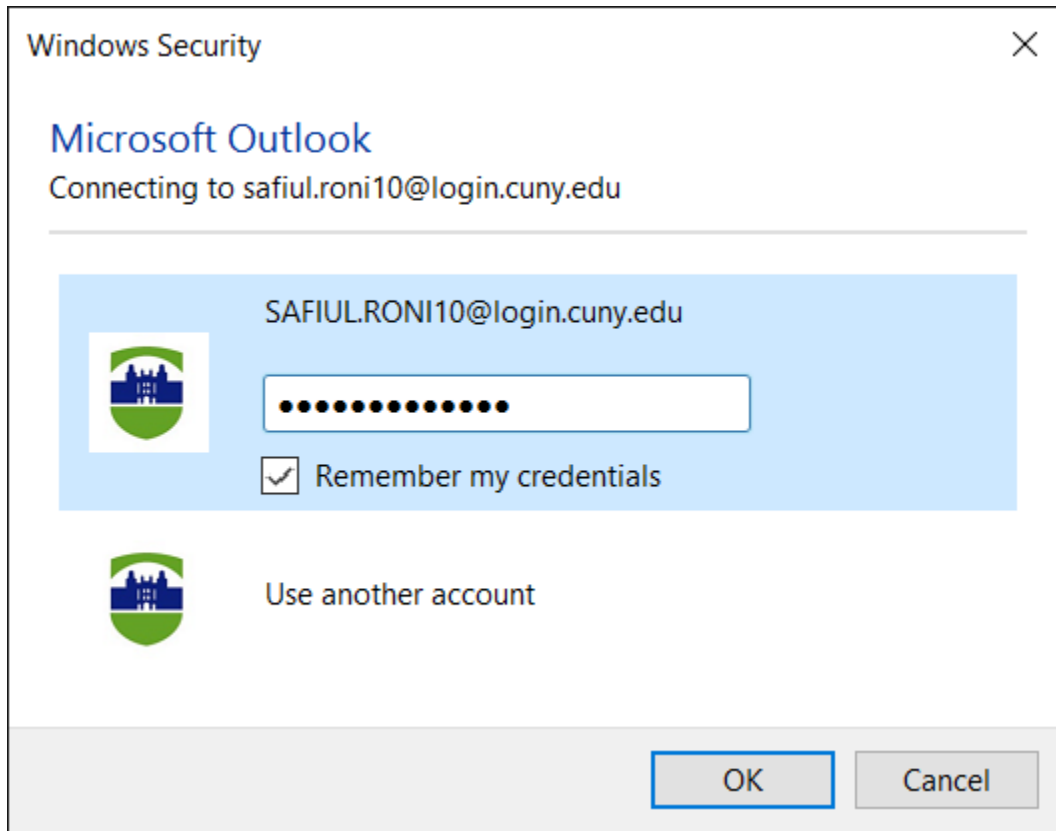 Windows Security
Microsoft Outlook
Connecting to safiul.roni10@login.cuny.edu
SAFIUL.RONI10@login.cuny.edu
●●●●●●●●●●●●●
Remember my credentials
Use another account
OK
Cancel